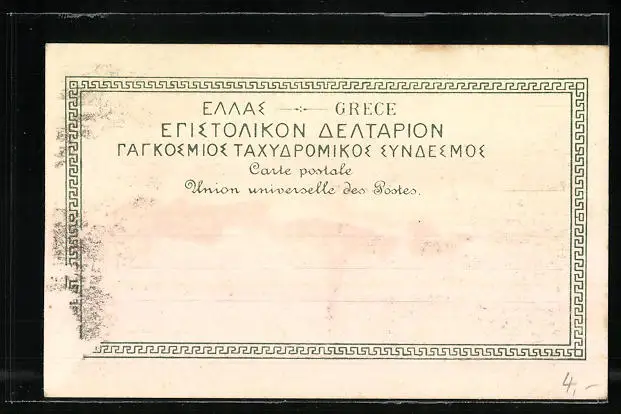 ΕΛΛΑΣ GRECE
ΕΠΙΣΤΟΛΙΚΟΝ ΔΕΛΤΑΡΙΟΝ
ΠΑΓΚΟΣΜΙΟΣ ΤΑΧΥΔΡΟΜΙΚΟΣ ΣΥΝΔΕΣΜΟΣ
Carte postale
Union universelle des Postes.
4,-